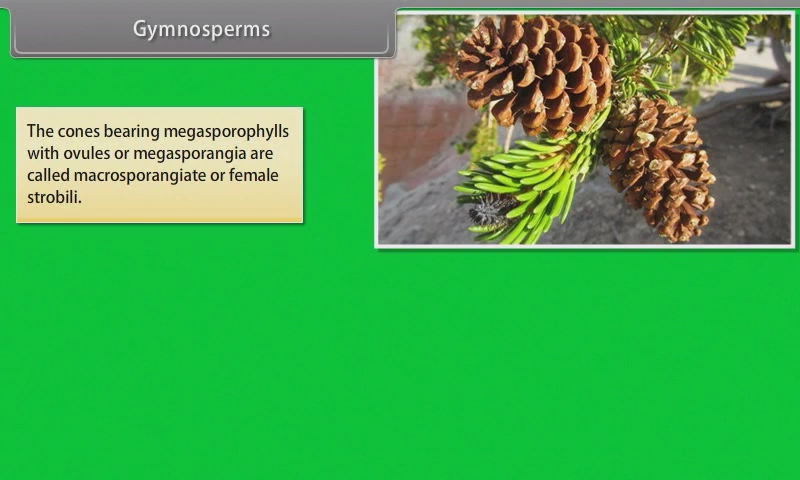 Gymnosperms
The cones bearing megasporophylls
with ovules or megasporangia are
called macrosporangiate or female
strobili.